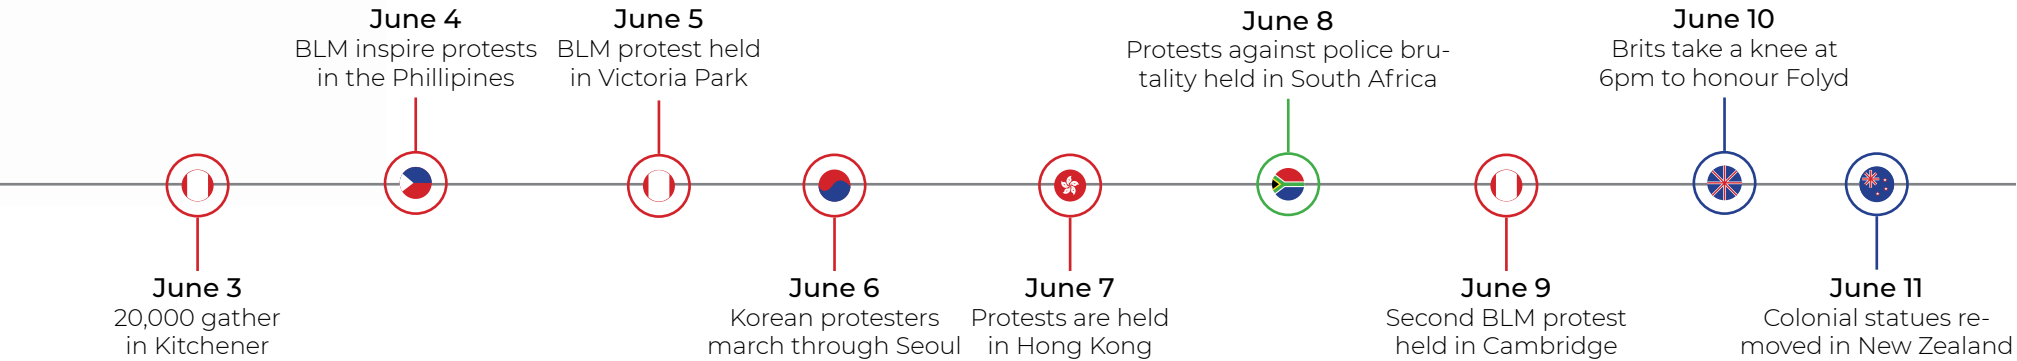 June 3
20,000 gather
in Kitchener
June 4
BLM inspire protests
in the Phillipines
June 5
BLM protest held
in Victoria Park
June 6
Korean protesters
march through Seoul
June 7
Protests are held
in Hong Kong
June 8
Protests against police bru-
tality held in South Africa
June 9
Second BLM protest
held in Cambridge
June 10
Brits take a knee at
6pm to honour Folyd
June 11
Colonial statues re-
moved in New Zealand